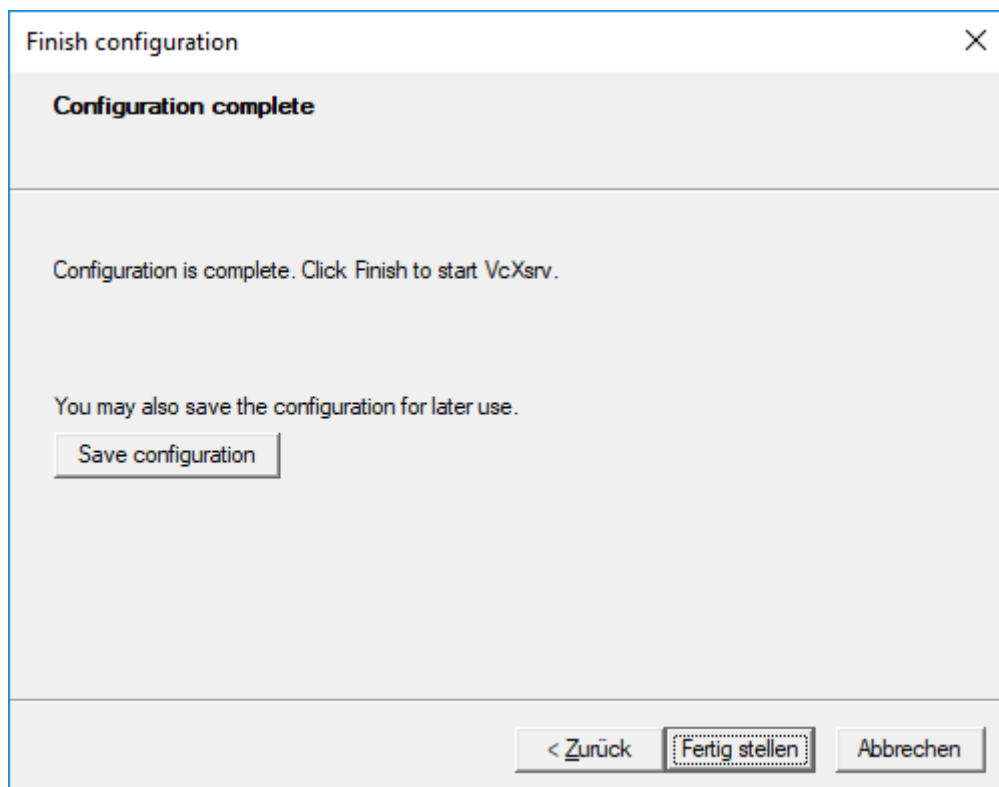 Finish configuration
Configuration complete
Configuration is complete. Click Finish to start VcXsrv.
You may also save the configuration for later use.
Save configuration
< Zurück Fertig stellen Abbrechen